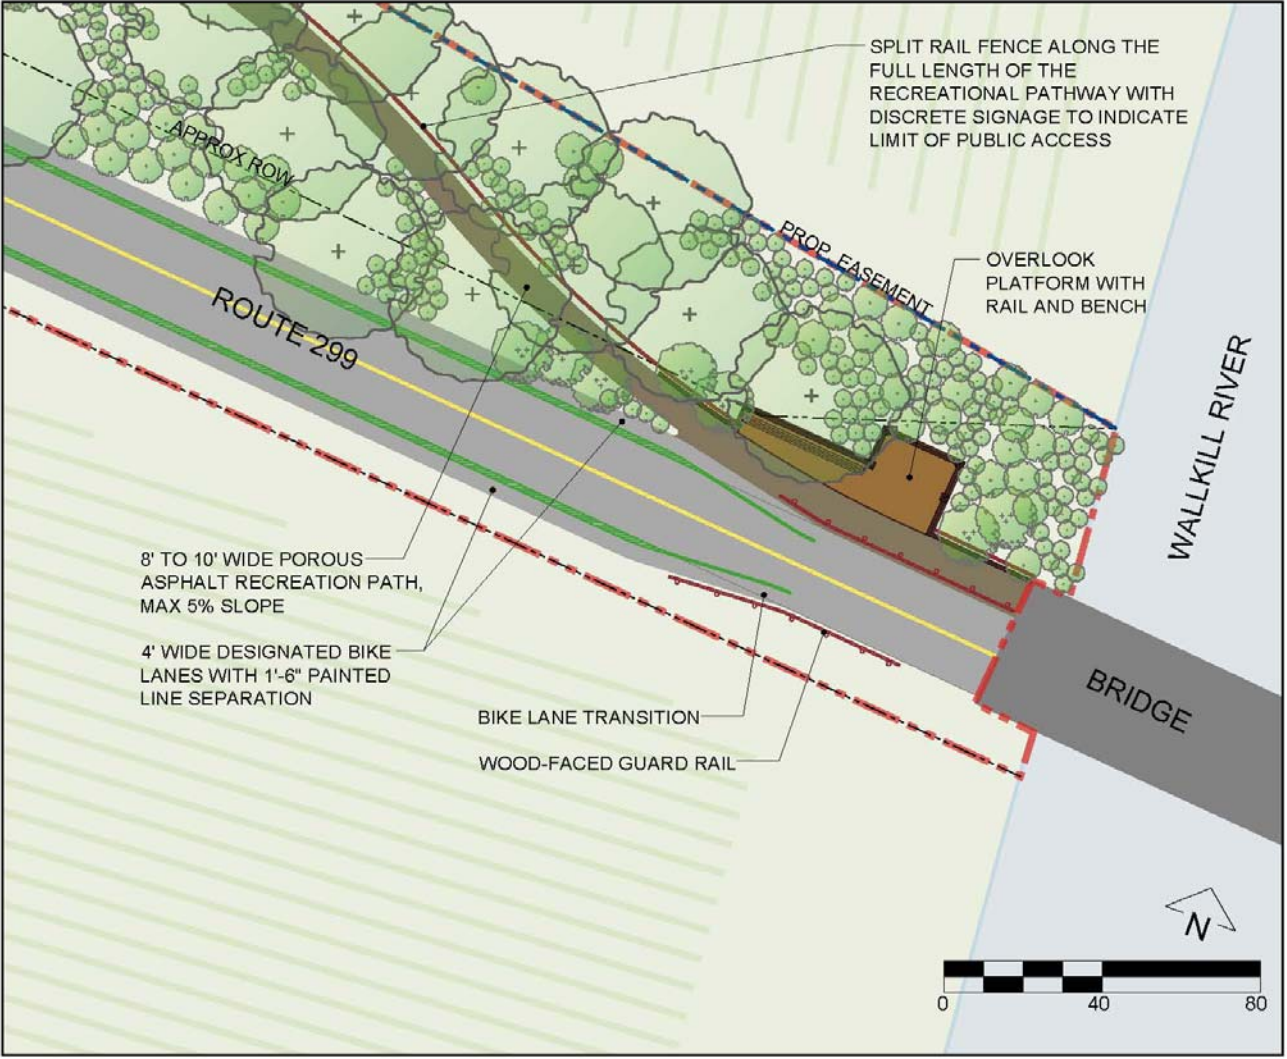 SPLIT RAIL FENCE ALONG THE
FULL LENGTH OF THE
RECREATIONAL PATHWAY WITH
DISCRETE SIGNAGE TO INDICATE
LIMIT OF PUBLIC ACCESS
APPROX ROW
PROP. EASEMENT
OVERLOOK
PLATFORM WITH
RAIL AND BENCH
ROUTE 299
WALLKILL RIVER
8' TO 10' WIDE POROUS
ASPHALT RECREATION PATH,
MAX 5% SLOPE
4' WIDE DESIGNATED BIKE
LANES WITH 1'-6" PAINTED
LINE SEPARATION
BIKE LANE TRANSITION
WOOD-FACED GUARD RAIL
BRIDGE
N
0 40 80